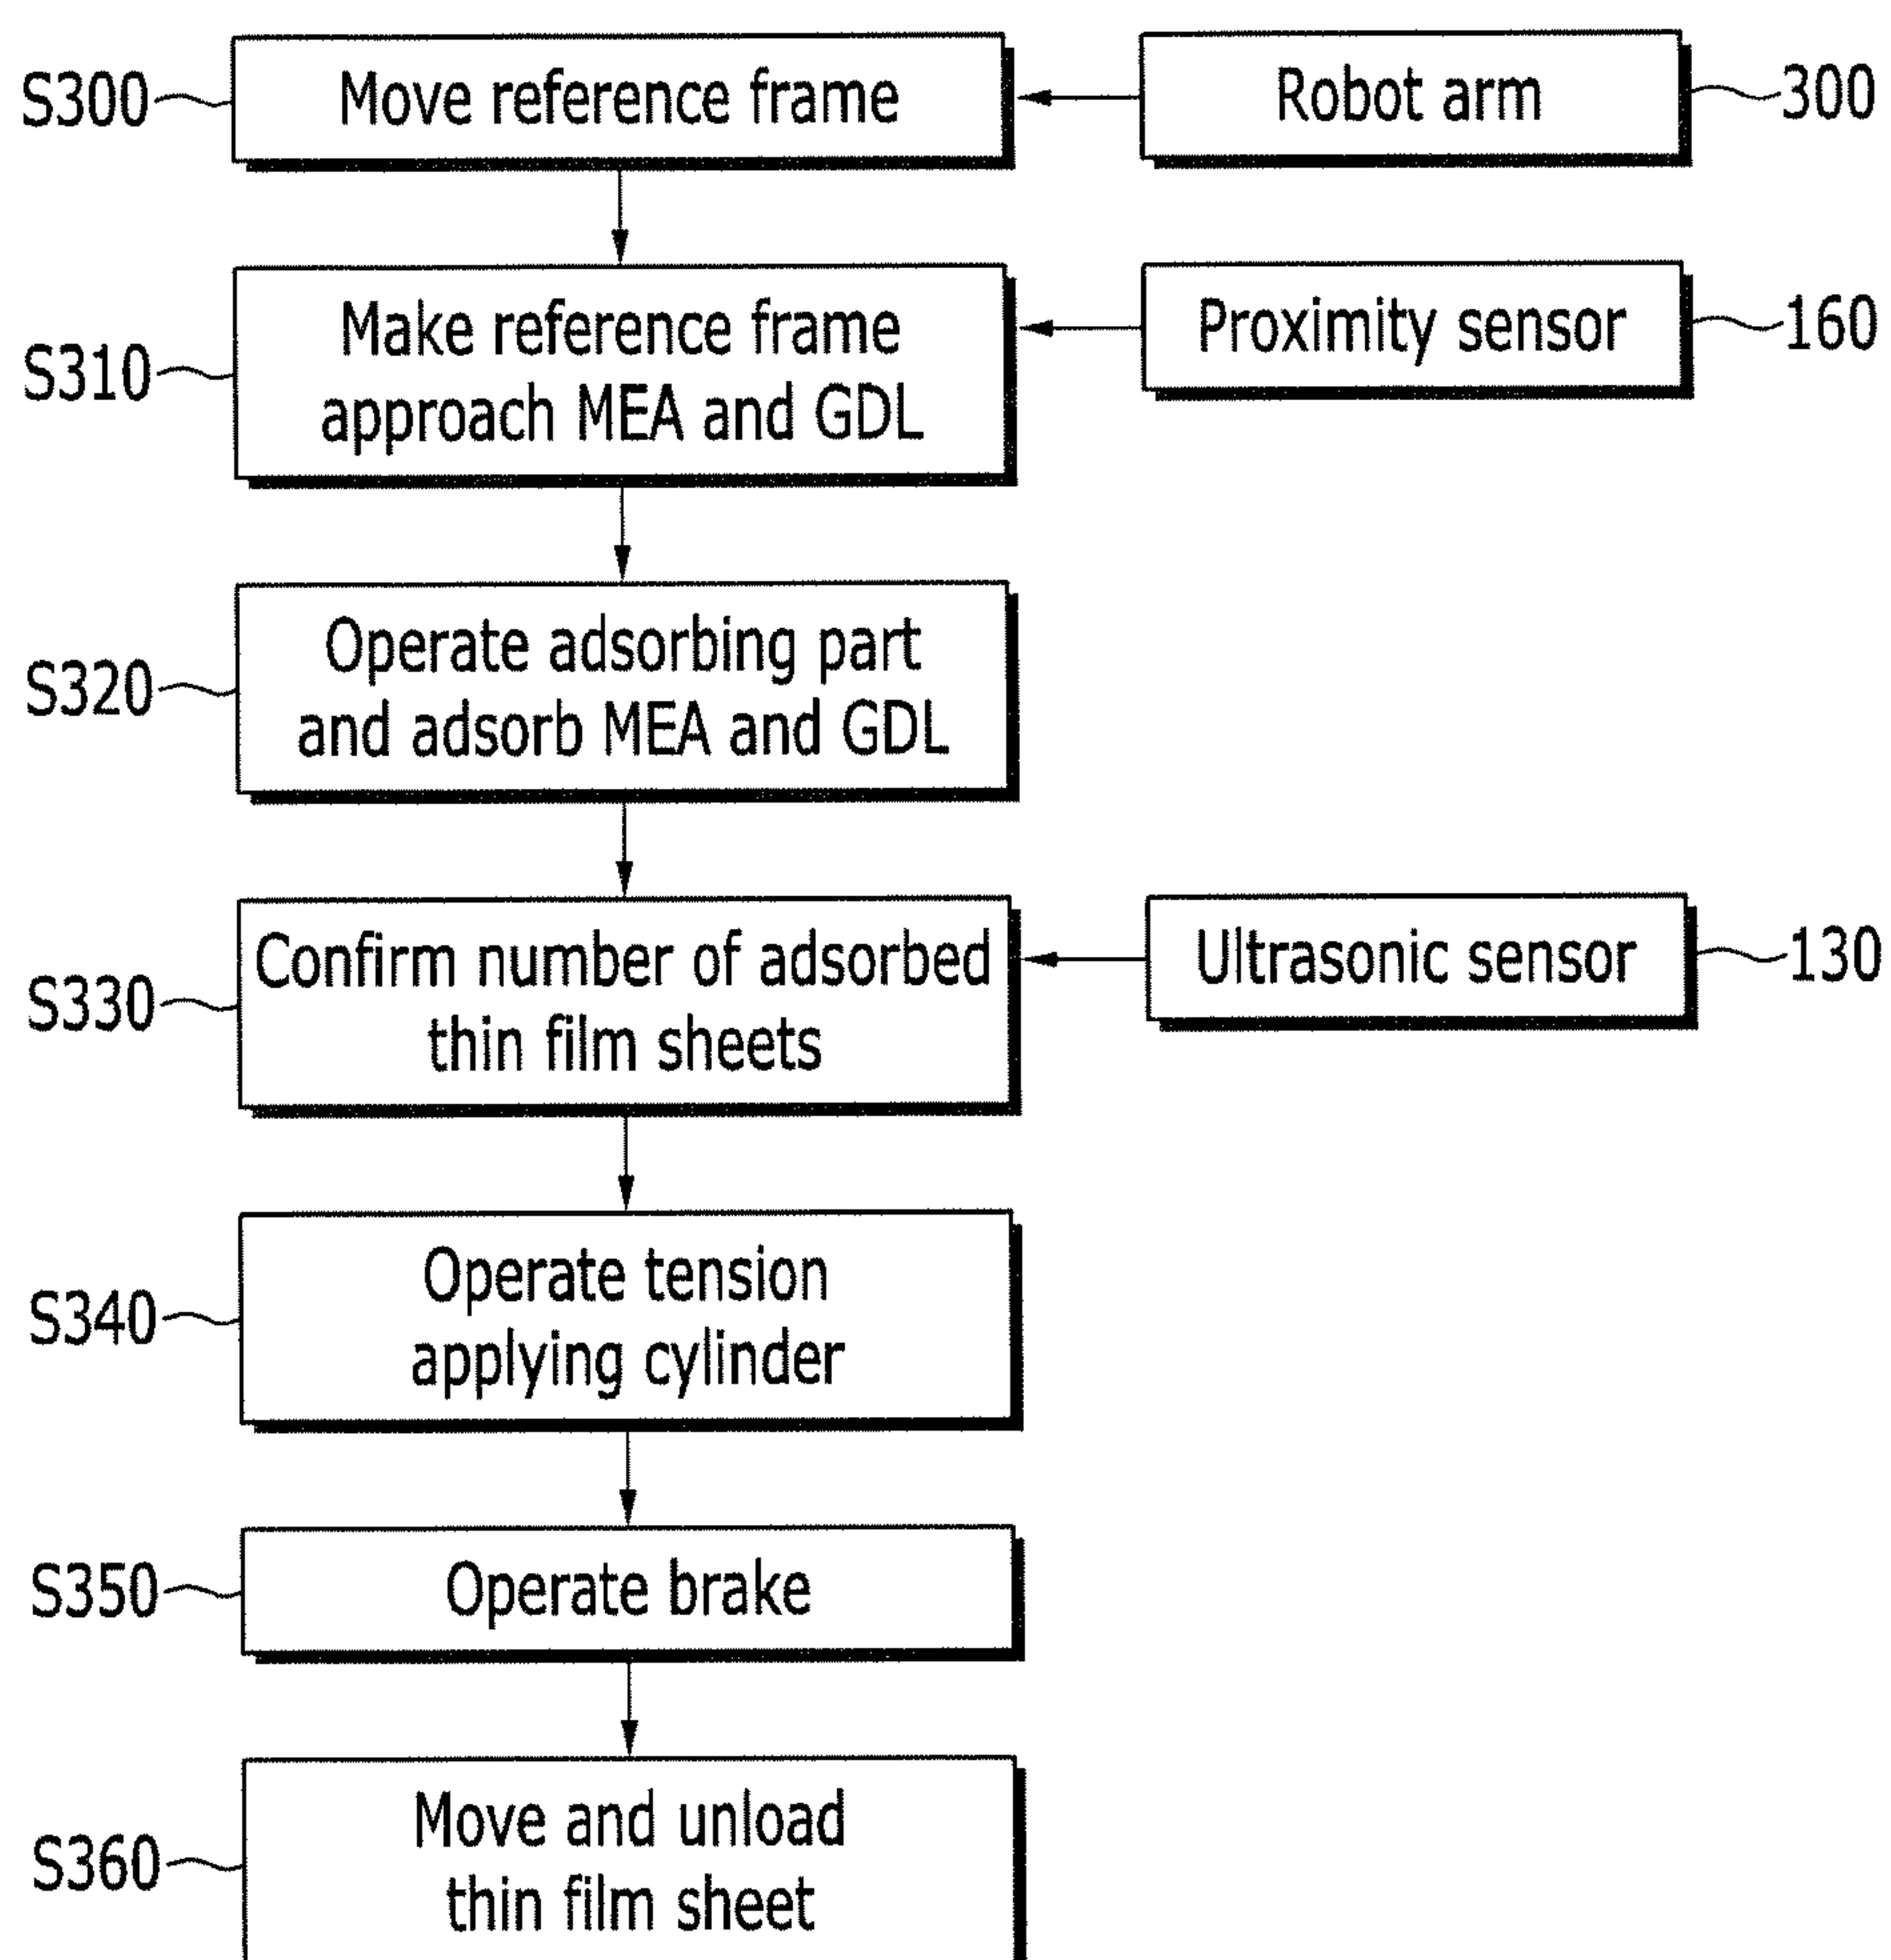 S300
Move reference frame
Robot arm
300
S310
Make reference frame
approach MEA and GDL
Proximity sensor
160
S320
Operate adsorbing part
and adsorb MEA and GDL
S330
Confirm number of adsorbed
thin film sheets
Ultrasonic sensor
130
S340
Operate tension
applying cylinder
S350
Operate brake
S360
Move and unload
thin film sheet